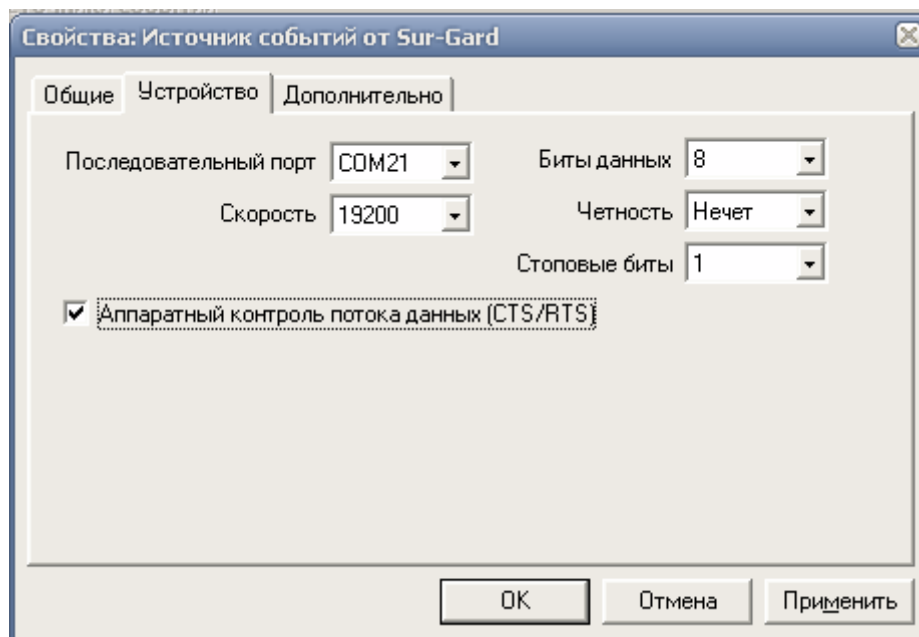 Свойства: Источник событий от Sur-Gard
Общие Устройство Дополнительно
Последовательный порт COM21 Биты данных 8
Скорость 19200 Четность Нечет
Стоповые биты 1
Аппаратный контроль потока данных (CTS/RTS)
OK Отмена Применить